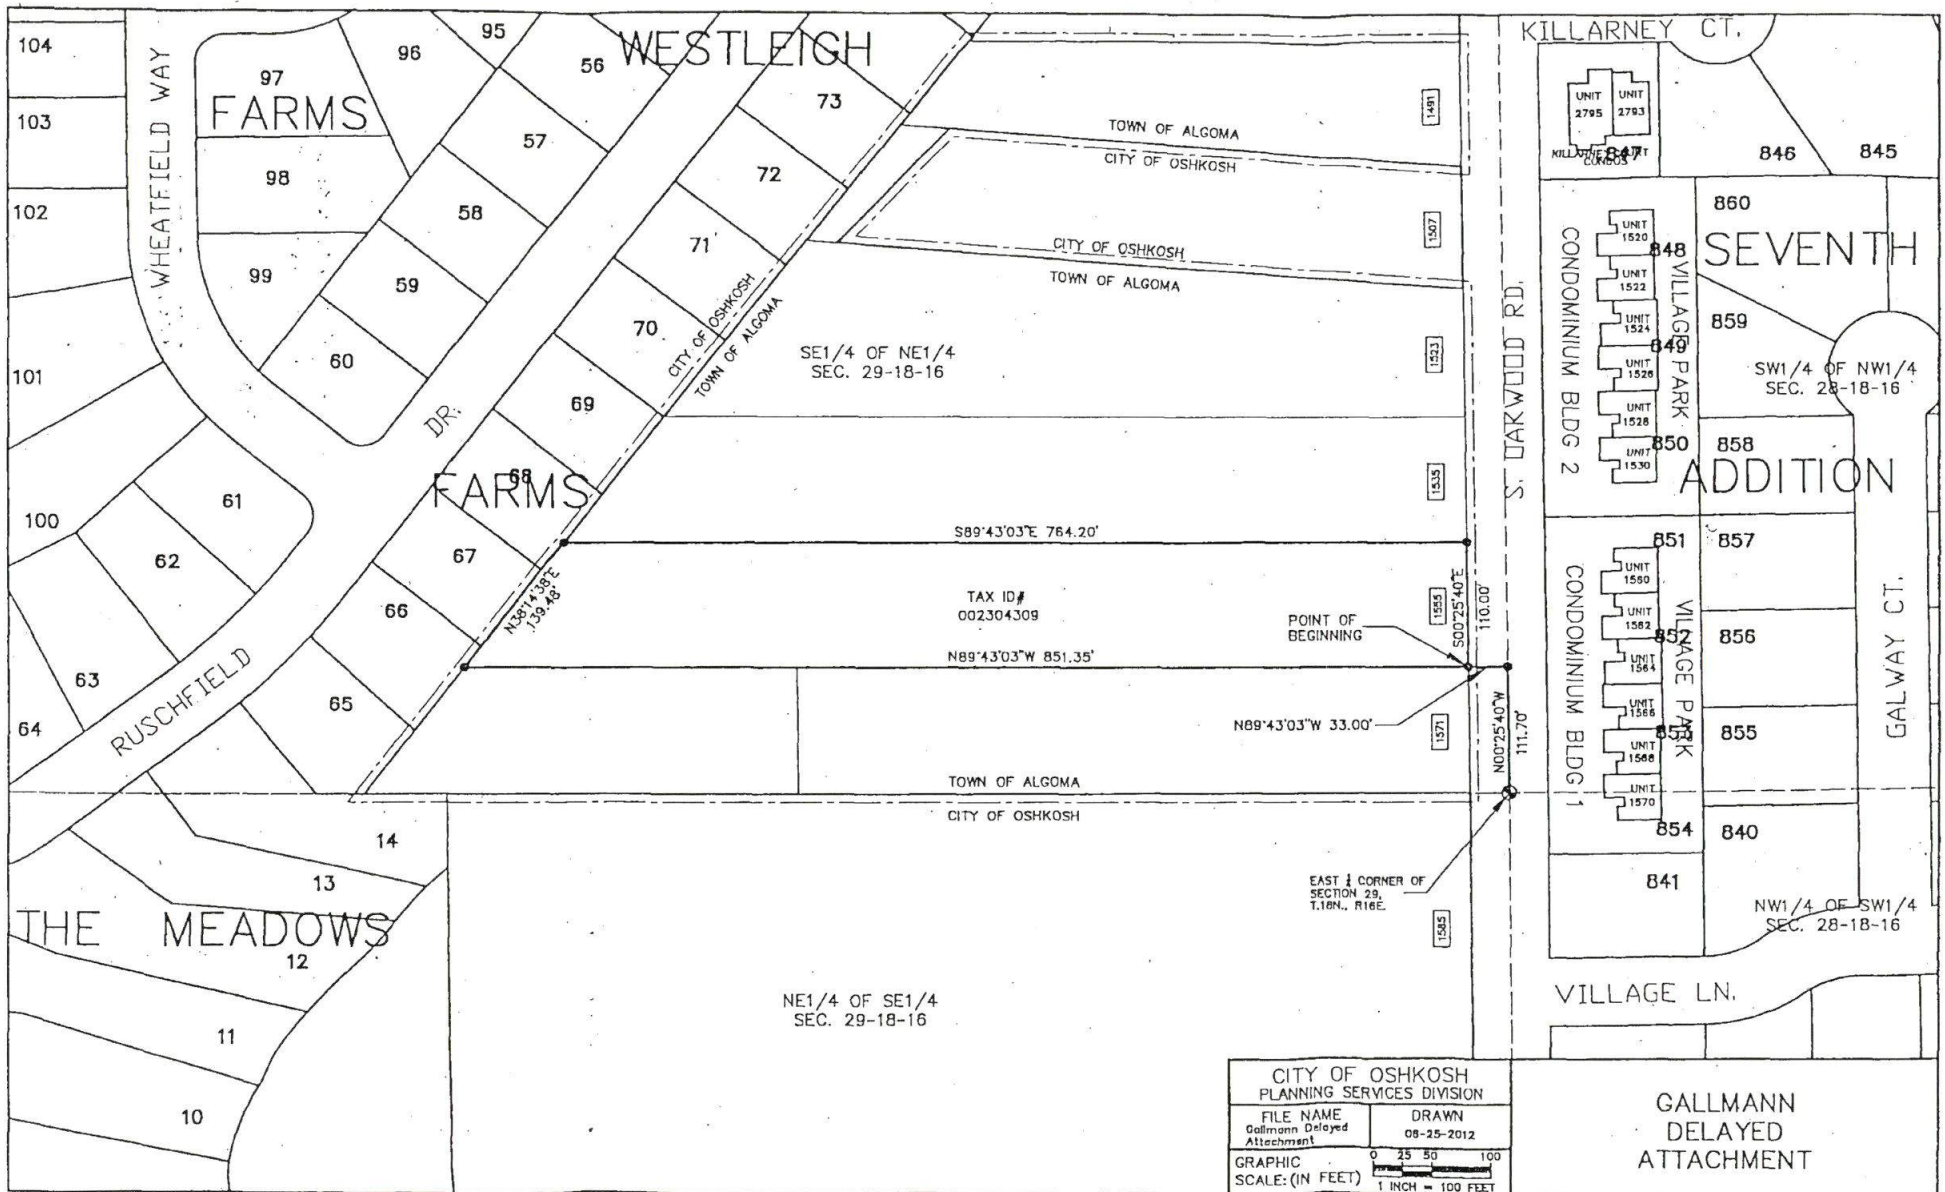 104
103
102
101
100
WHEATFIELD WAY
97
FARMS
98
99
96
95
56
WESTLEIGH
57
58
59
60
73
72
71
70
69
68
FARMS
67
66
65
61
62
63
64
RUSCHFIELD
DR.
CITY OF OSHKOSH
TOWN OF ALGOMA
TOWN OF ALGOMA
CITY OF OSHKOSH
CITY OF OSHKOSH
TOWN OF ALGOMA
SE1/4 OF NE1/4
SEC. 29-18-16
1491
1507
1523
1535
1555
1571
1585
S. OAKWOOD RD.
S89°43'03"E 764.20'
N38°14'38"E
139.48'
TAX ID#
002304309
N89°43'03"W 851.35'
S00°25'40"E
110.00'
POINT OF
BEGINNING
N89°43'03"W 33.00'
N00°25'40"W
111.70'
TOWN OF ALGOMA
CITY OF OSHKOSH
EAST ¼ CORNER OF
SECTION 29,
T.18N., R16E.
NE1/4 OF SE1/4
SEC. 29-18-16
14
13
THE MEADOWS
12
11
10
KILLARNEY CT.
UNIT
2795
UNIT
2793
847
CONDOS
846
845
860
SEVENTH
859
SW1/4 OF NW1/4
SEC. 28-18-16
858
ADDITION
CONDOMINIUM BLDG 2
VILLAGE PARK
UNIT
1520
848
UNIT
1522
UNIT
1524
849
UNIT
1526
UNIT
1528
850
UNIT
1530
851
857
CONDOMINIUM BLDG 1
VILLAGE PARK
UNIT
1560
UNIT
1562
852
856
UNIT
1564
UNIT
1566
853
855
UNIT
1568
UNIT
1570
854
840
841
GALWAY CT.
NW1/4 OF SW1/4
SEC. 28-18-16
VILLAGE LN.
CITY OF OSHKOSH
PLANNING SERVICES DIVISION
FILE NAME
Gallmann Delayed
Attachment
DRAWN
06-25-2012
GRAPHIC
SCALE: (IN FEET)
0 25 50 100
1 INCH = 100 FEET
GALLMANN
DELAYED
ATTACHMENT